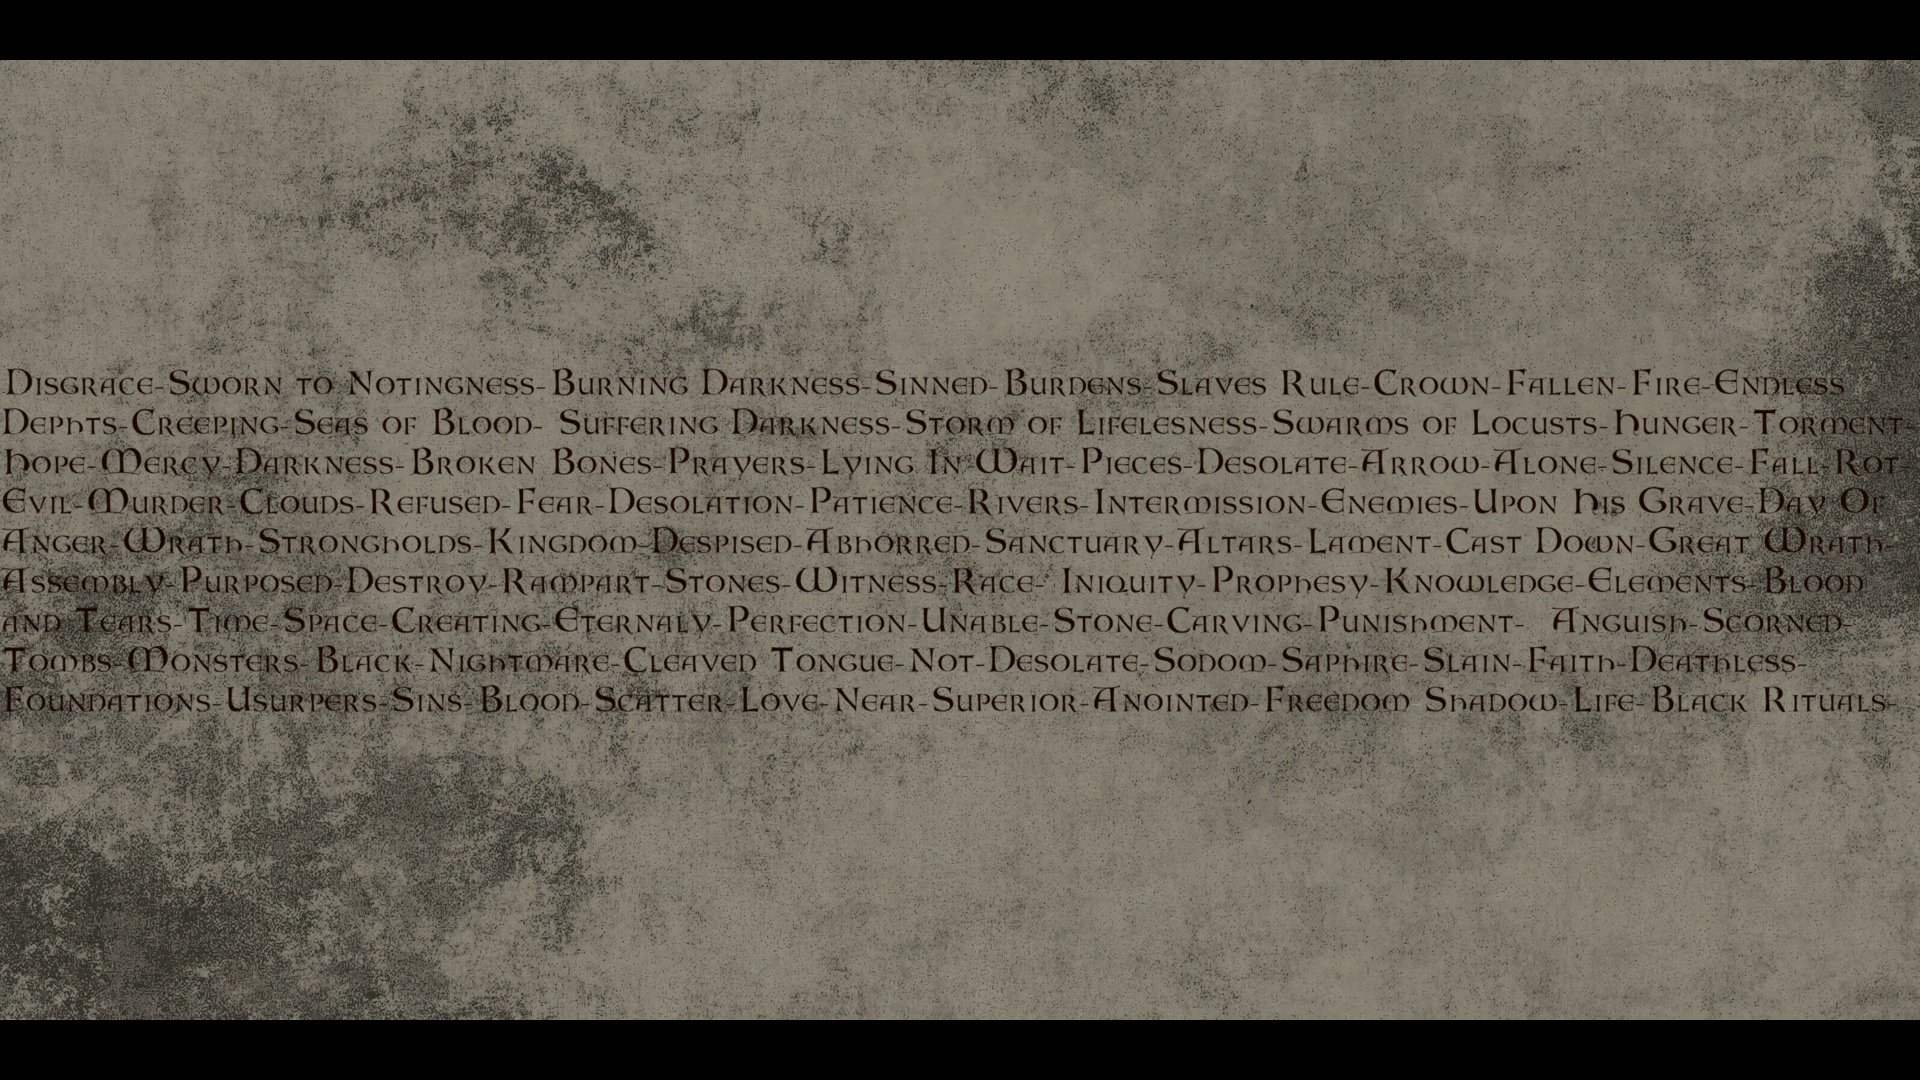 Disgrace-Sworn to Notingness-Burning Darkness-Sinned-Burdens-Slaves Rule-Crown-Fallen-Fire-Endless
Dephts-Creeping-Seas of Blood- Suffering Darkness-Storm of Lifelesness-Swarms of Locusts-Hunger-Torment-
Hope-Mercy-Darkness-Broken Bones-Prayers-Lying In Wait-Pieces-Desolate-Arrow-Alone-Silence-Fall-Rot-
Evil-Murder-Clouds-Refused-Fear-Desolation-Patience-Rivers-Intermission-Enemies-Upon His Grave-Day Of
Anger-Wrath-Strongholds-Kingdom-Despised-Abhorred-Sanctuary-Altars-Lament-Cast Down-Great Wrath-
Assembly-Purposed-Destroy-Rampart-Stones-Witness-Race- Iniquity-Prophesy-Knowledge-Elements-Blood
and Tears-Time-Space-Creating-Eternaly-Perfection-Unable-Stone-Carving-Punishment- Anguish-Scorned-
Tombs-Monsters-Black-Nightmare-Cleaved Tongue-Not-Desolate-Sodom-Saphire-Slain-Faith-Deathless-
Foundations-Usurpers-Sins-Blood-Scatter-Love-Near-Superior-Anointed-Freedom Shadow-Life-Black Rituals-